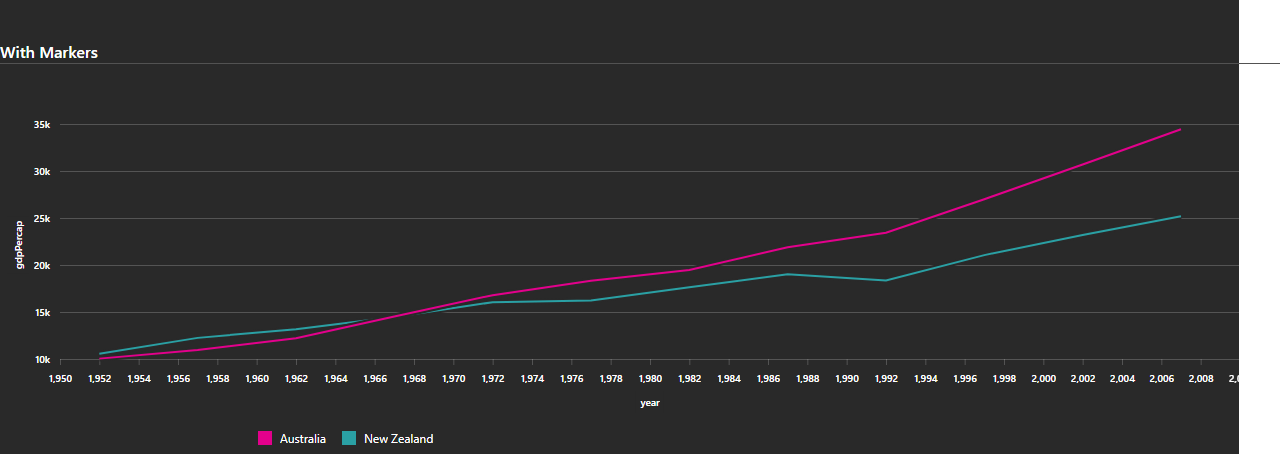 With Markers
35k
30k
25k
20k
15k
10k
gdpPercap
1,950 1,952 1,954 1,956 1,958 1,960 1,962 1,964 1,966 1,968 1,970 1,972 1,974 1,976 1,978 1,980 1,982 1,984 1,986 1,988 1,990 1,992 1,994 1,996 1,998 2,000 2,002 2,004 2,006 2,008
year
Australia New Zealand